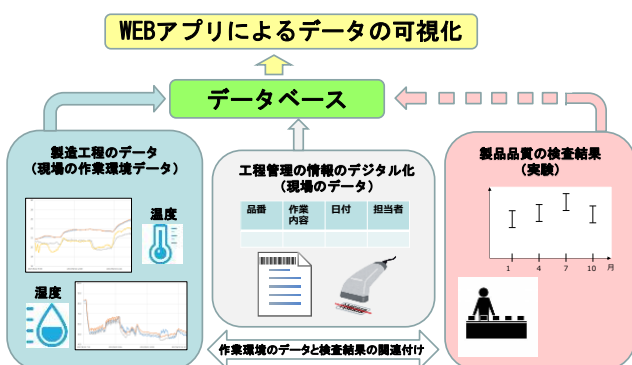 WEBアプリによるデータの可視化
データベース
製造工程のデータ
(現場の作業環境データ)
温度
湿度
工程管理の情報のデジタル化
(現場のデータ)
品番 作業内容 日付 担当者
製品品質の検査結果
(実験)
1 4 7 10 月
作業環境のデータと検査結果の関連付け